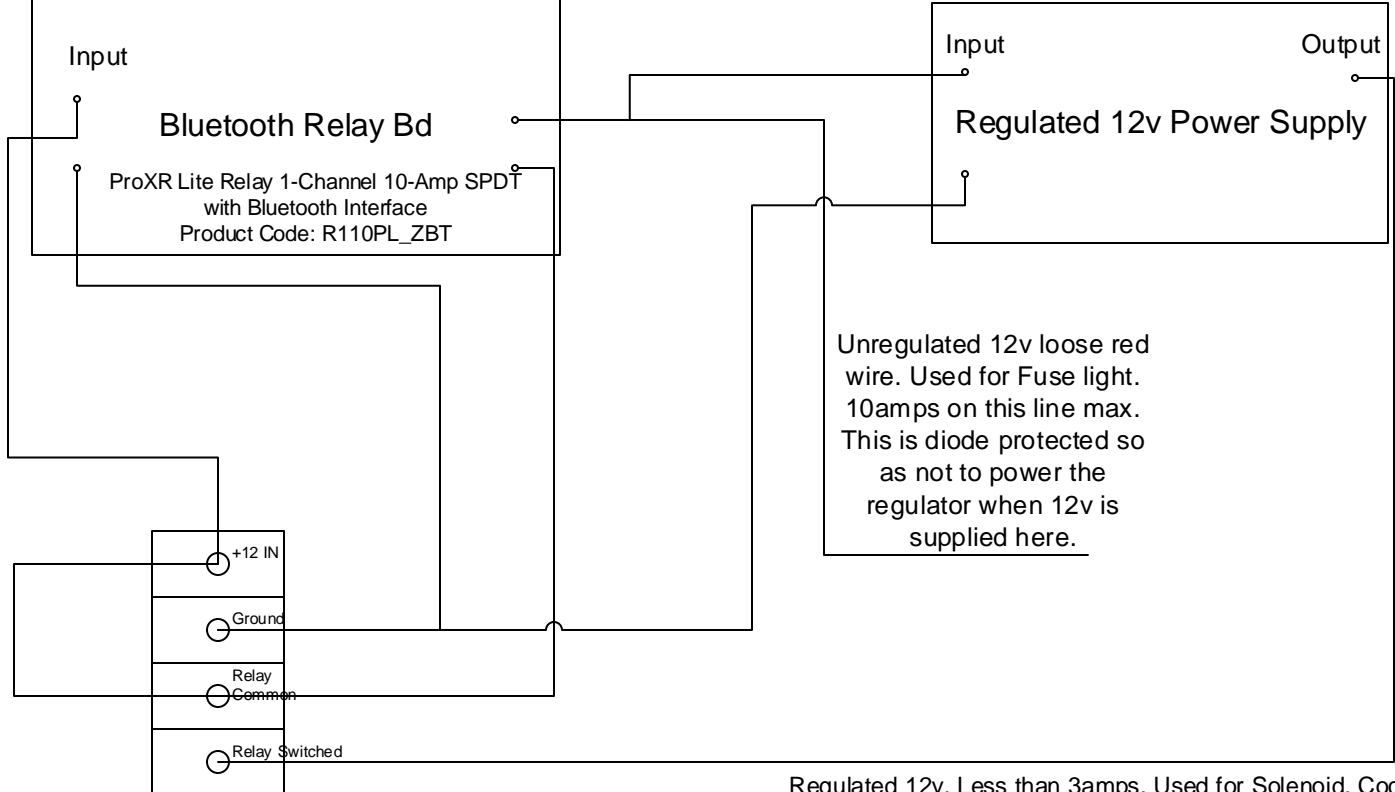 Input
Bluetooth Relay Bd
ProXR Lite Relay 1-Channel 10-Amp SPDT
with Bluetooth Interface
Product Code: R110PL_ZBT
Input
Output
Regulated 12v Power Supply
Unregulated 12v loose red
wire. Used for Fuse light.
10amps on this line max.
This is diode protected so
as not to power the
regulator when 12v is
supplied here.
+12 IN
Ground
Relay
Common
Relay Switched
Regulated 12v. Less than 3amps. Used for Solenoid,